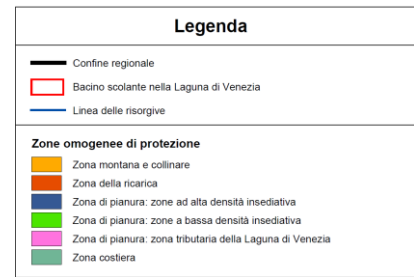 Legenda
Confine regionale
Bacino scolante nella Laguna di Venezia
Linea delle risorgive
Zone omogenee di protezione
Zona montana e collinare
Zona della ricarica
Zona di pianura: zone ad alta densità insediativa
Zona di pianura: zone a bassa densità insediativa
Zona di pianura: zona tributaria della Laguna di Venezia
Zona costiera